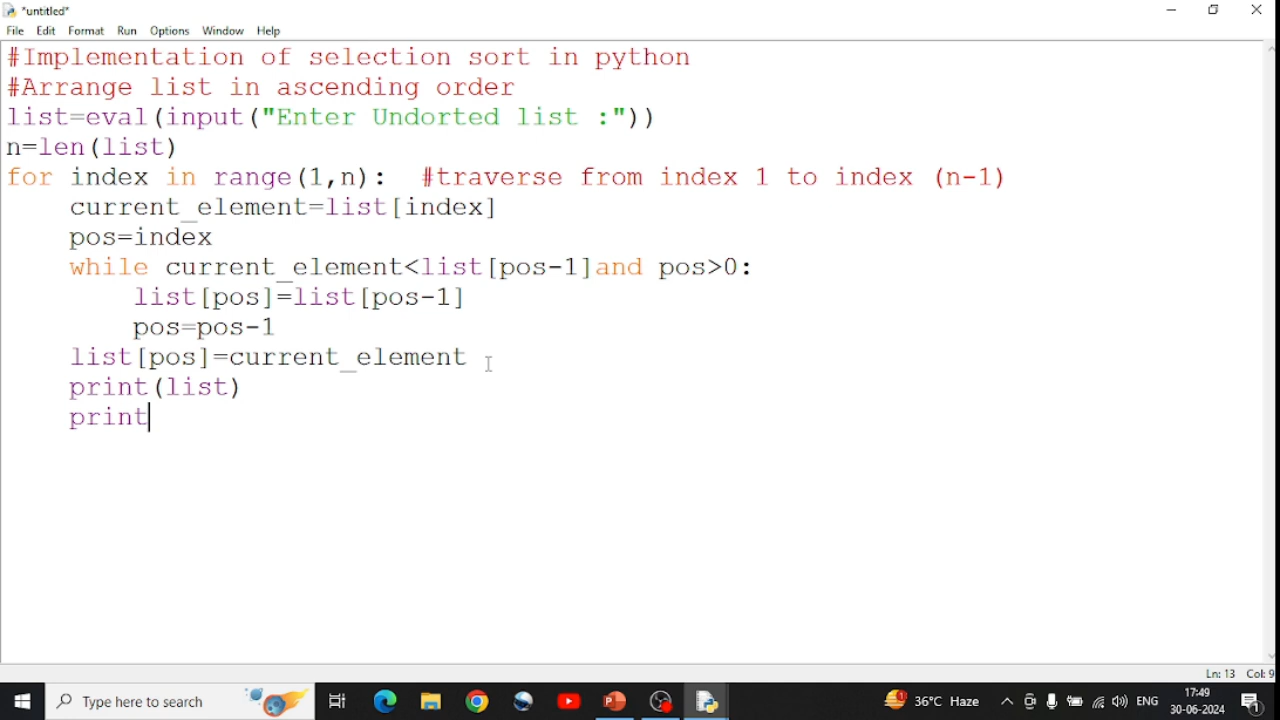 *untitled*
File Edit Format Run Options Window Help
#Implementation of selection sort in python
#Arrange list in ascending order
list=eval(input("Enter Undorted list :"))
n=len(list)
for index in range(1,n):  #traverse from index 1 to index (n-1)
    current_element=list[index]
    pos=index
    while current_element<list[pos-1]and pos>0:
        list[pos]=list[pos-1]
        pos=pos-1
    list[pos]=current_element
    print(list)
    print
Ln: 13 Col: 9
Type here to search
36°C Haze
ENG
17:49
30-06-2024
1